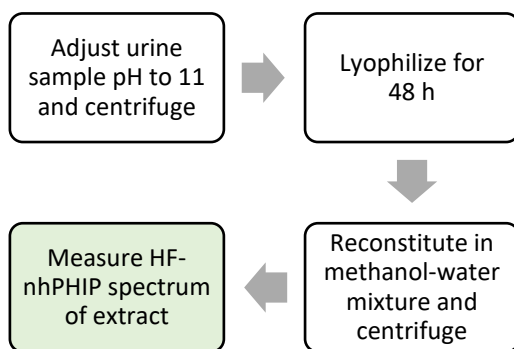 Adjust urine
sample pH to 11
and centrifuge
Lyophilize for
48 h
Reconstitute in
methanol-water
mixture and
centrifuge
Measure HF-
nhPHIP spectrum
of extract